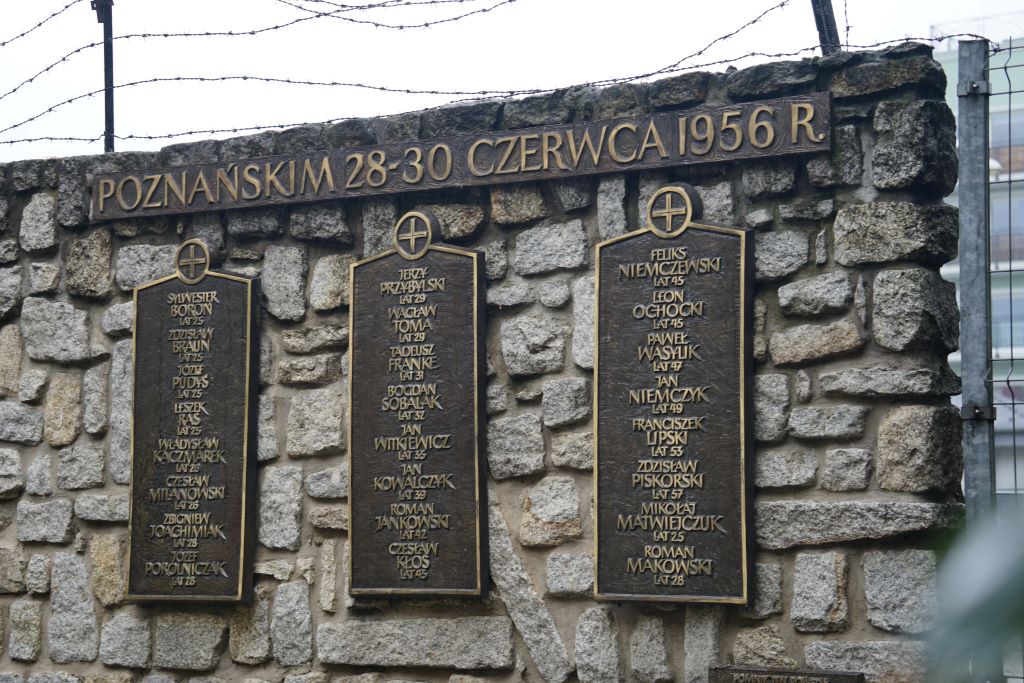 POZNAŃSKIM 28-30 CZERWCA 1956 R.
SYLWESTER
BOROŃ
LAT 25
ZDZISŁAW
BRAUN
LAT 25
JÓZEF
PUDYŚ
LAT 25
LESZEK
RAS
LAT 25
WŁADYSŁAW
KACZMAREK
LAT 26
CZESŁAW
MILANOWSKI
LAT 26
ZBIGNIEW
JOACHIMIAK
LAT 28
JÓZEF
POROLNICZAK
LAT 28
JERZY
PRZYBYLSKI
LAT 29
WACŁAW
TOMA
LAT 29
TADEUSZ
FRANKE
LAT 31
BOGDAN
SOBALAK
LAT 32
JAN
WITKIEWICZ
LAT 35
JAN
KOWALCZYK
LAT 39
ROMAN
JANKOWSKI
LAT 42
CZESŁAW
KŁOS
LAT 45
FELIKS
NIEMCZEWSKI
LAT 45
LEON
OCHOCKI
LAT 45
PAWEŁ
WASYLIK
LAT 47
JAN
NIEMCZYK
LAT 49
FRANCISZEK
LIPSKI
LAT 53
ZDZISŁAW
PISKORSKI
LAT 57
MIKOŁAJ
MATWIEJCZUK
LAT 25
ROMAN
MAKOWSKI
LAT 28